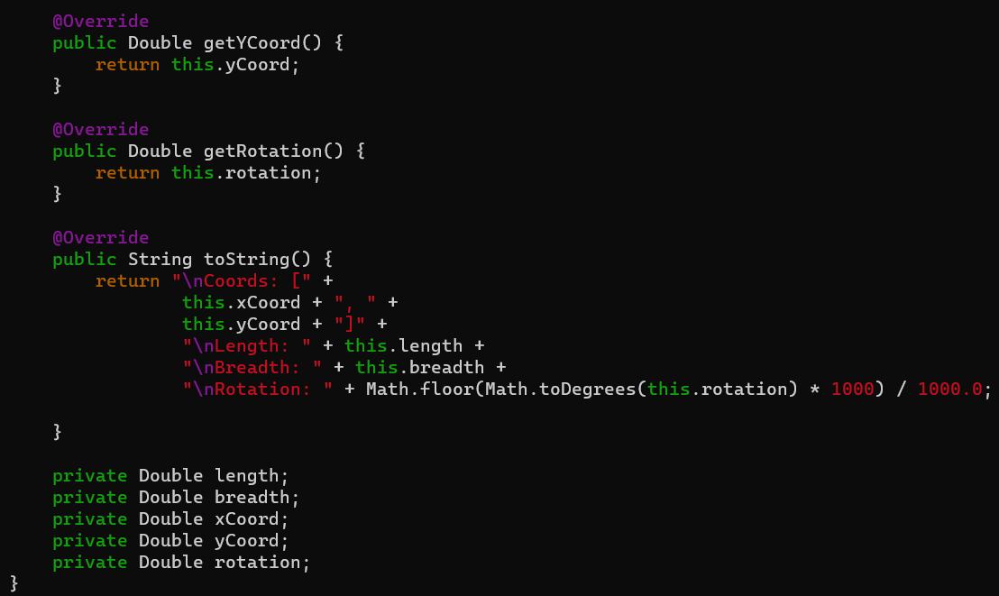 @Override
    public Double getYCoord() {
        return this.yCoord;
    }

    @Override
    public Double getRotation() {
        return this.rotation;
    }

    @Override
    public String toString() {
        return "\nCoords: [" +
                this.xCoord + ", " +
                this.yCoord + "]" +
                "\nLength: " + this.length +
                "\nBreadth: " + this.breadth +
                "\nRotation: " + Math.floor(Math.toDegrees(this.rotation) * 1000) / 1000.0;

    }

    private Double length;
    private Double breadth;
    private Double xCoord;
    private Double yCoord;
    private Double rotation;
}